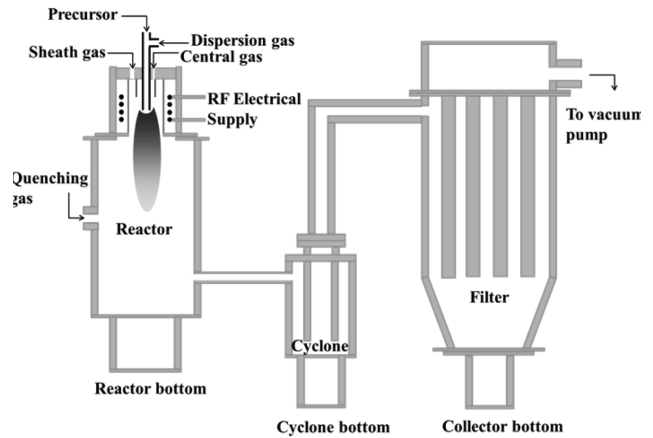 Precursor
Dispersion gas
Sheath gas
Central gas
RF Electrical
Supply
To vacuum
pump
Quenching
gas
Reactor
Filter
Cyclone
Reactor bottom
Cyclone bottom
Collector bottom